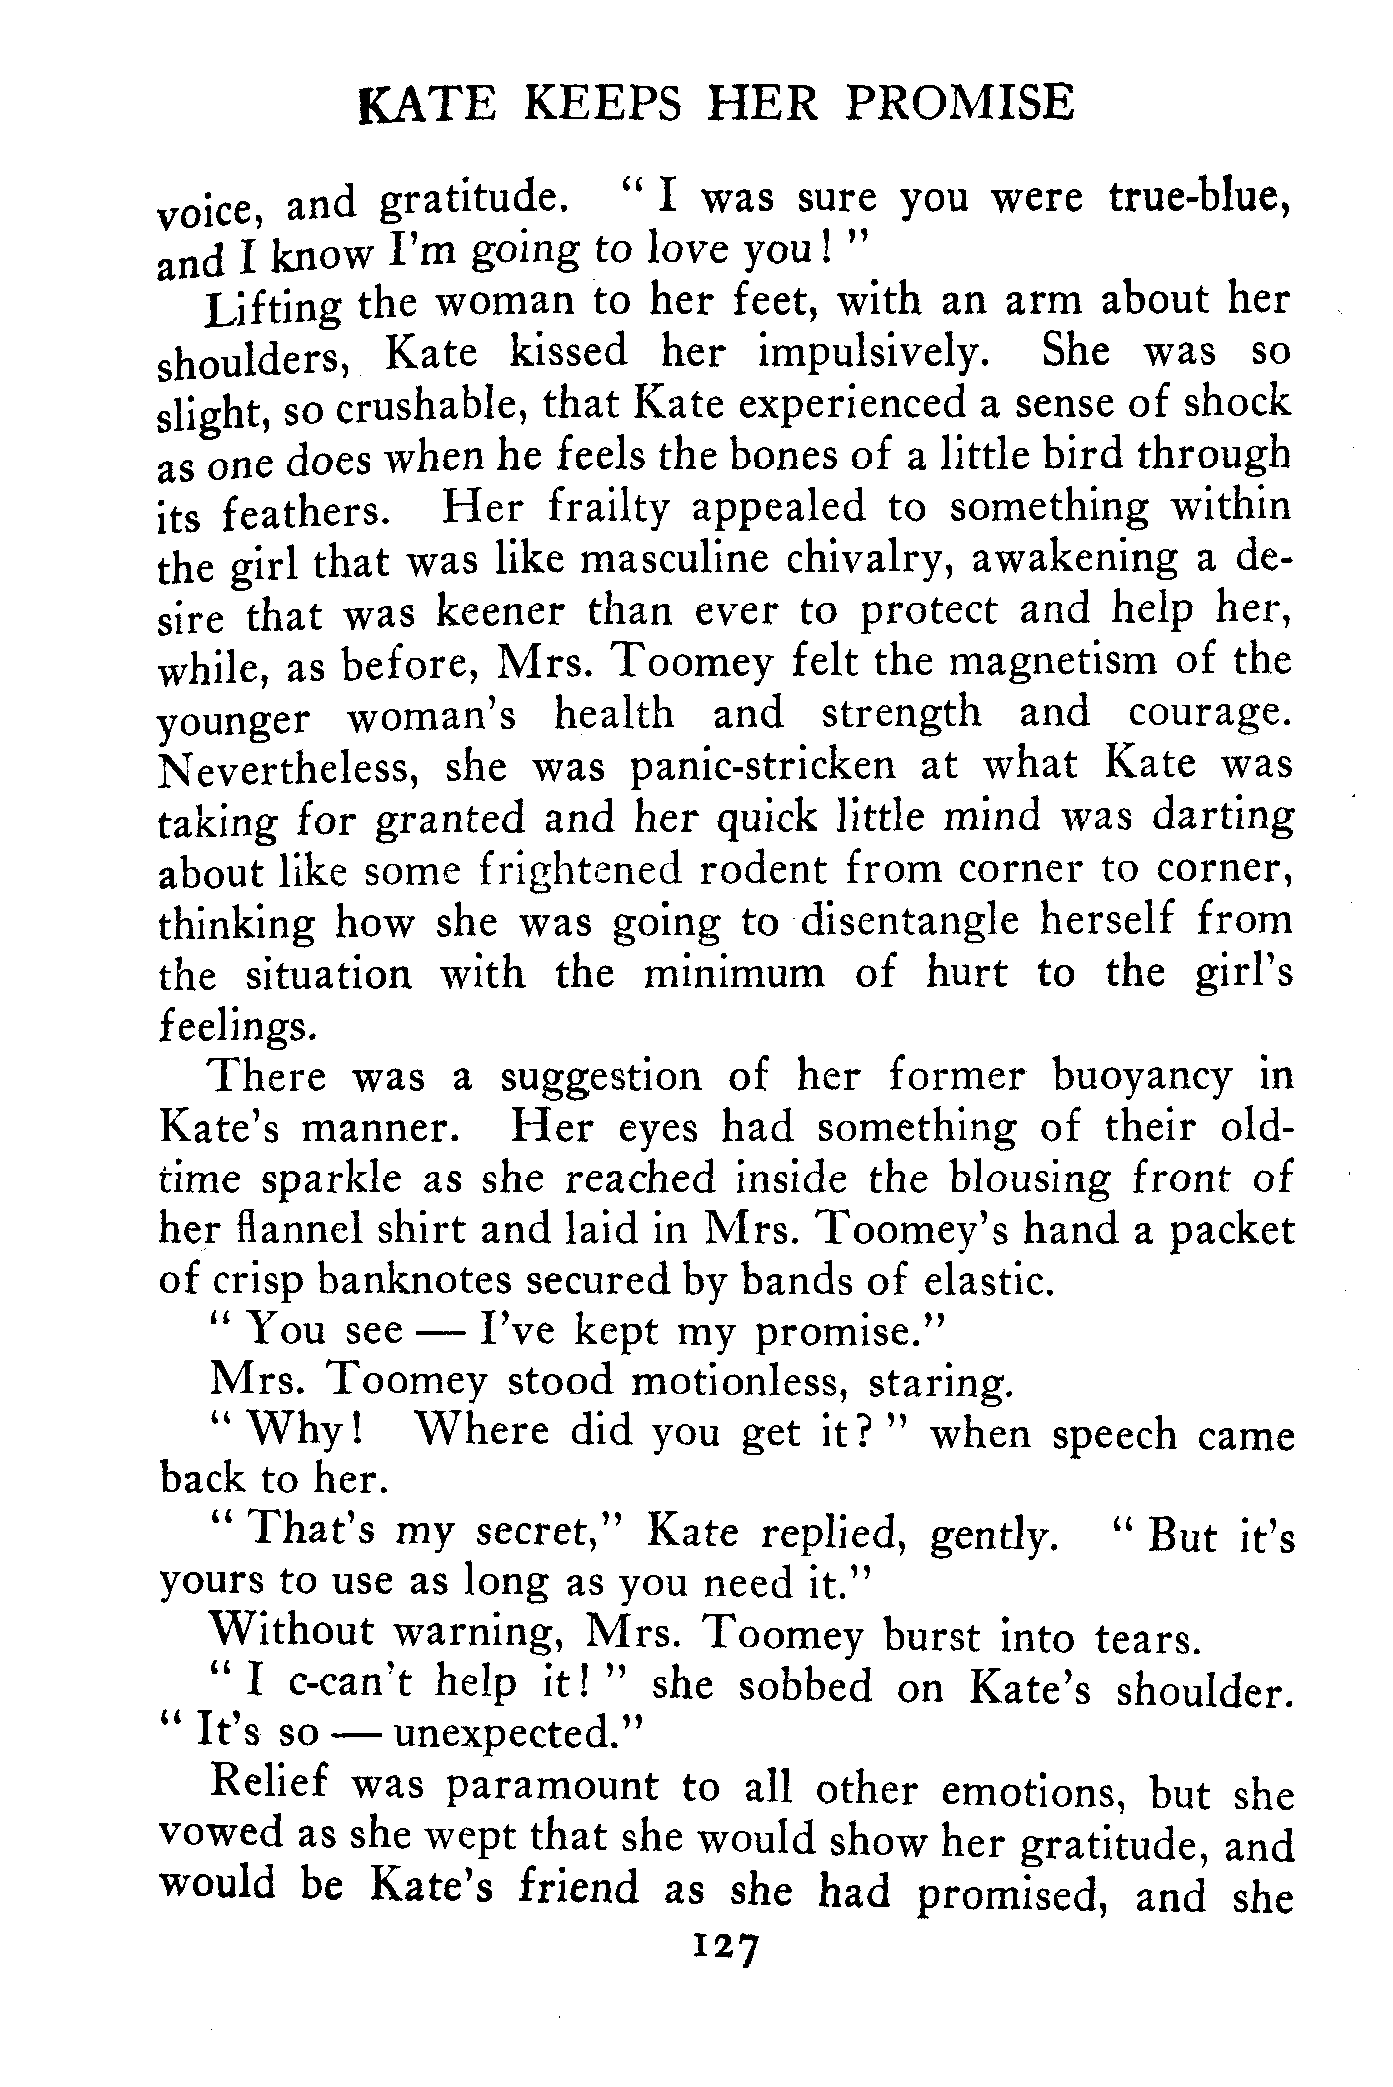 KATE KEEPS HER PROMISE
voice, and gratitude. “ I was sure you were true-blue,
and I know I’m going to love you! ”
Lifting the woman to her feet, with an arm about her
shoulders, Kate kissed her impulsively. She was so
slight, so crushable, that Kate experienced a sense of shock
as one does when he feels the bones of a little bird through
its feathers. Her frailty appealed to something within
the girl that was like masculine chivalry, awakening a de-
sire that was keener than ever to protect and help her,
while, as before, Mrs. Toomey felt the magnetism of the
younger woman’s health and strength and courage.
Nevertheless, she was panic-stricken at what Kate was
taking for granted and her quick little mind was darting
about like some frightened rodent from corner to corner,
thinking how she was going to disentangle herself from
the situation with the minimum of hurt to the girl’s
feelings.
There was a suggestion of her former buoyancy in
Kate’s manner. Her eyes had something of their old-
time sparkle as she reached inside the blousing front of
her flannel shirt and laid in Mrs. Toomey’s hand a packet
of crisp banknotes secured by bands of elastic.
“ You see — I’ve kept my promise.”
Mrs. Toomey stood motionless, staring.
“ Why! Where did you get it? ” when speech came
back to her.
“ That’s my secret,” Kate replied, gently. “ But it’s
yours to use as long as you need it.”
Without warning, Mrs. Toomey burst into tears.
“ I c-can’t help it! ” she sobbed on Kate’s shoulder.
“ It’s so — unexpected.”
Relief was paramount to all other emotions, but she
vowed as she wept that she would show her gratitude, and
would be Kate’s friend as she had promised, and she
127